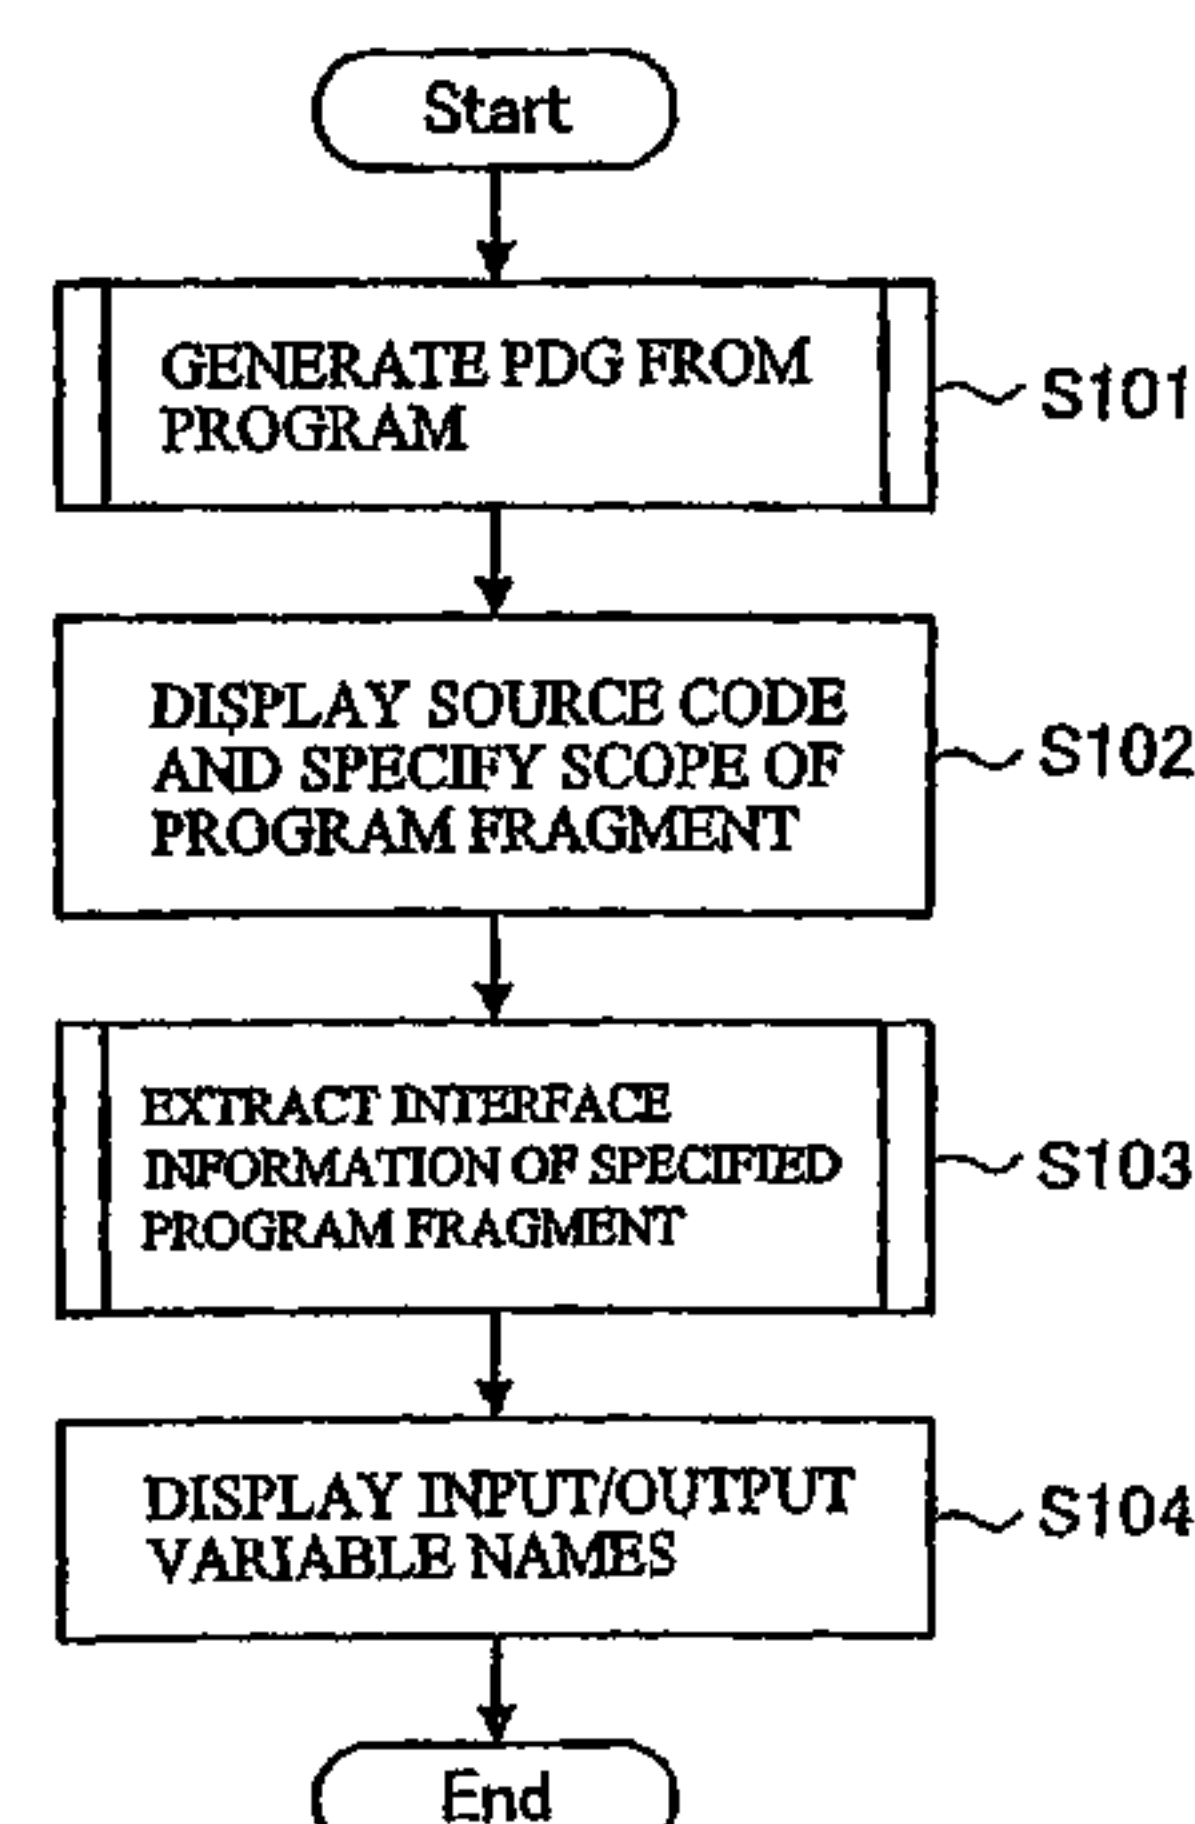 Start
GENERATE PDG FROM
PROGRAM
S101
DISPLAY SOURCE CODE
AND SPECIFY SCOPE OF
PROGRAM FRAGMENT
S102
EXTRACT INTERFACE
INFORMATION OF SPECIFIED
PROGRAM FRAGMENT
S103
DISPLAY INPUT/OUTPUT
VARIABLE NAMES
S104
End